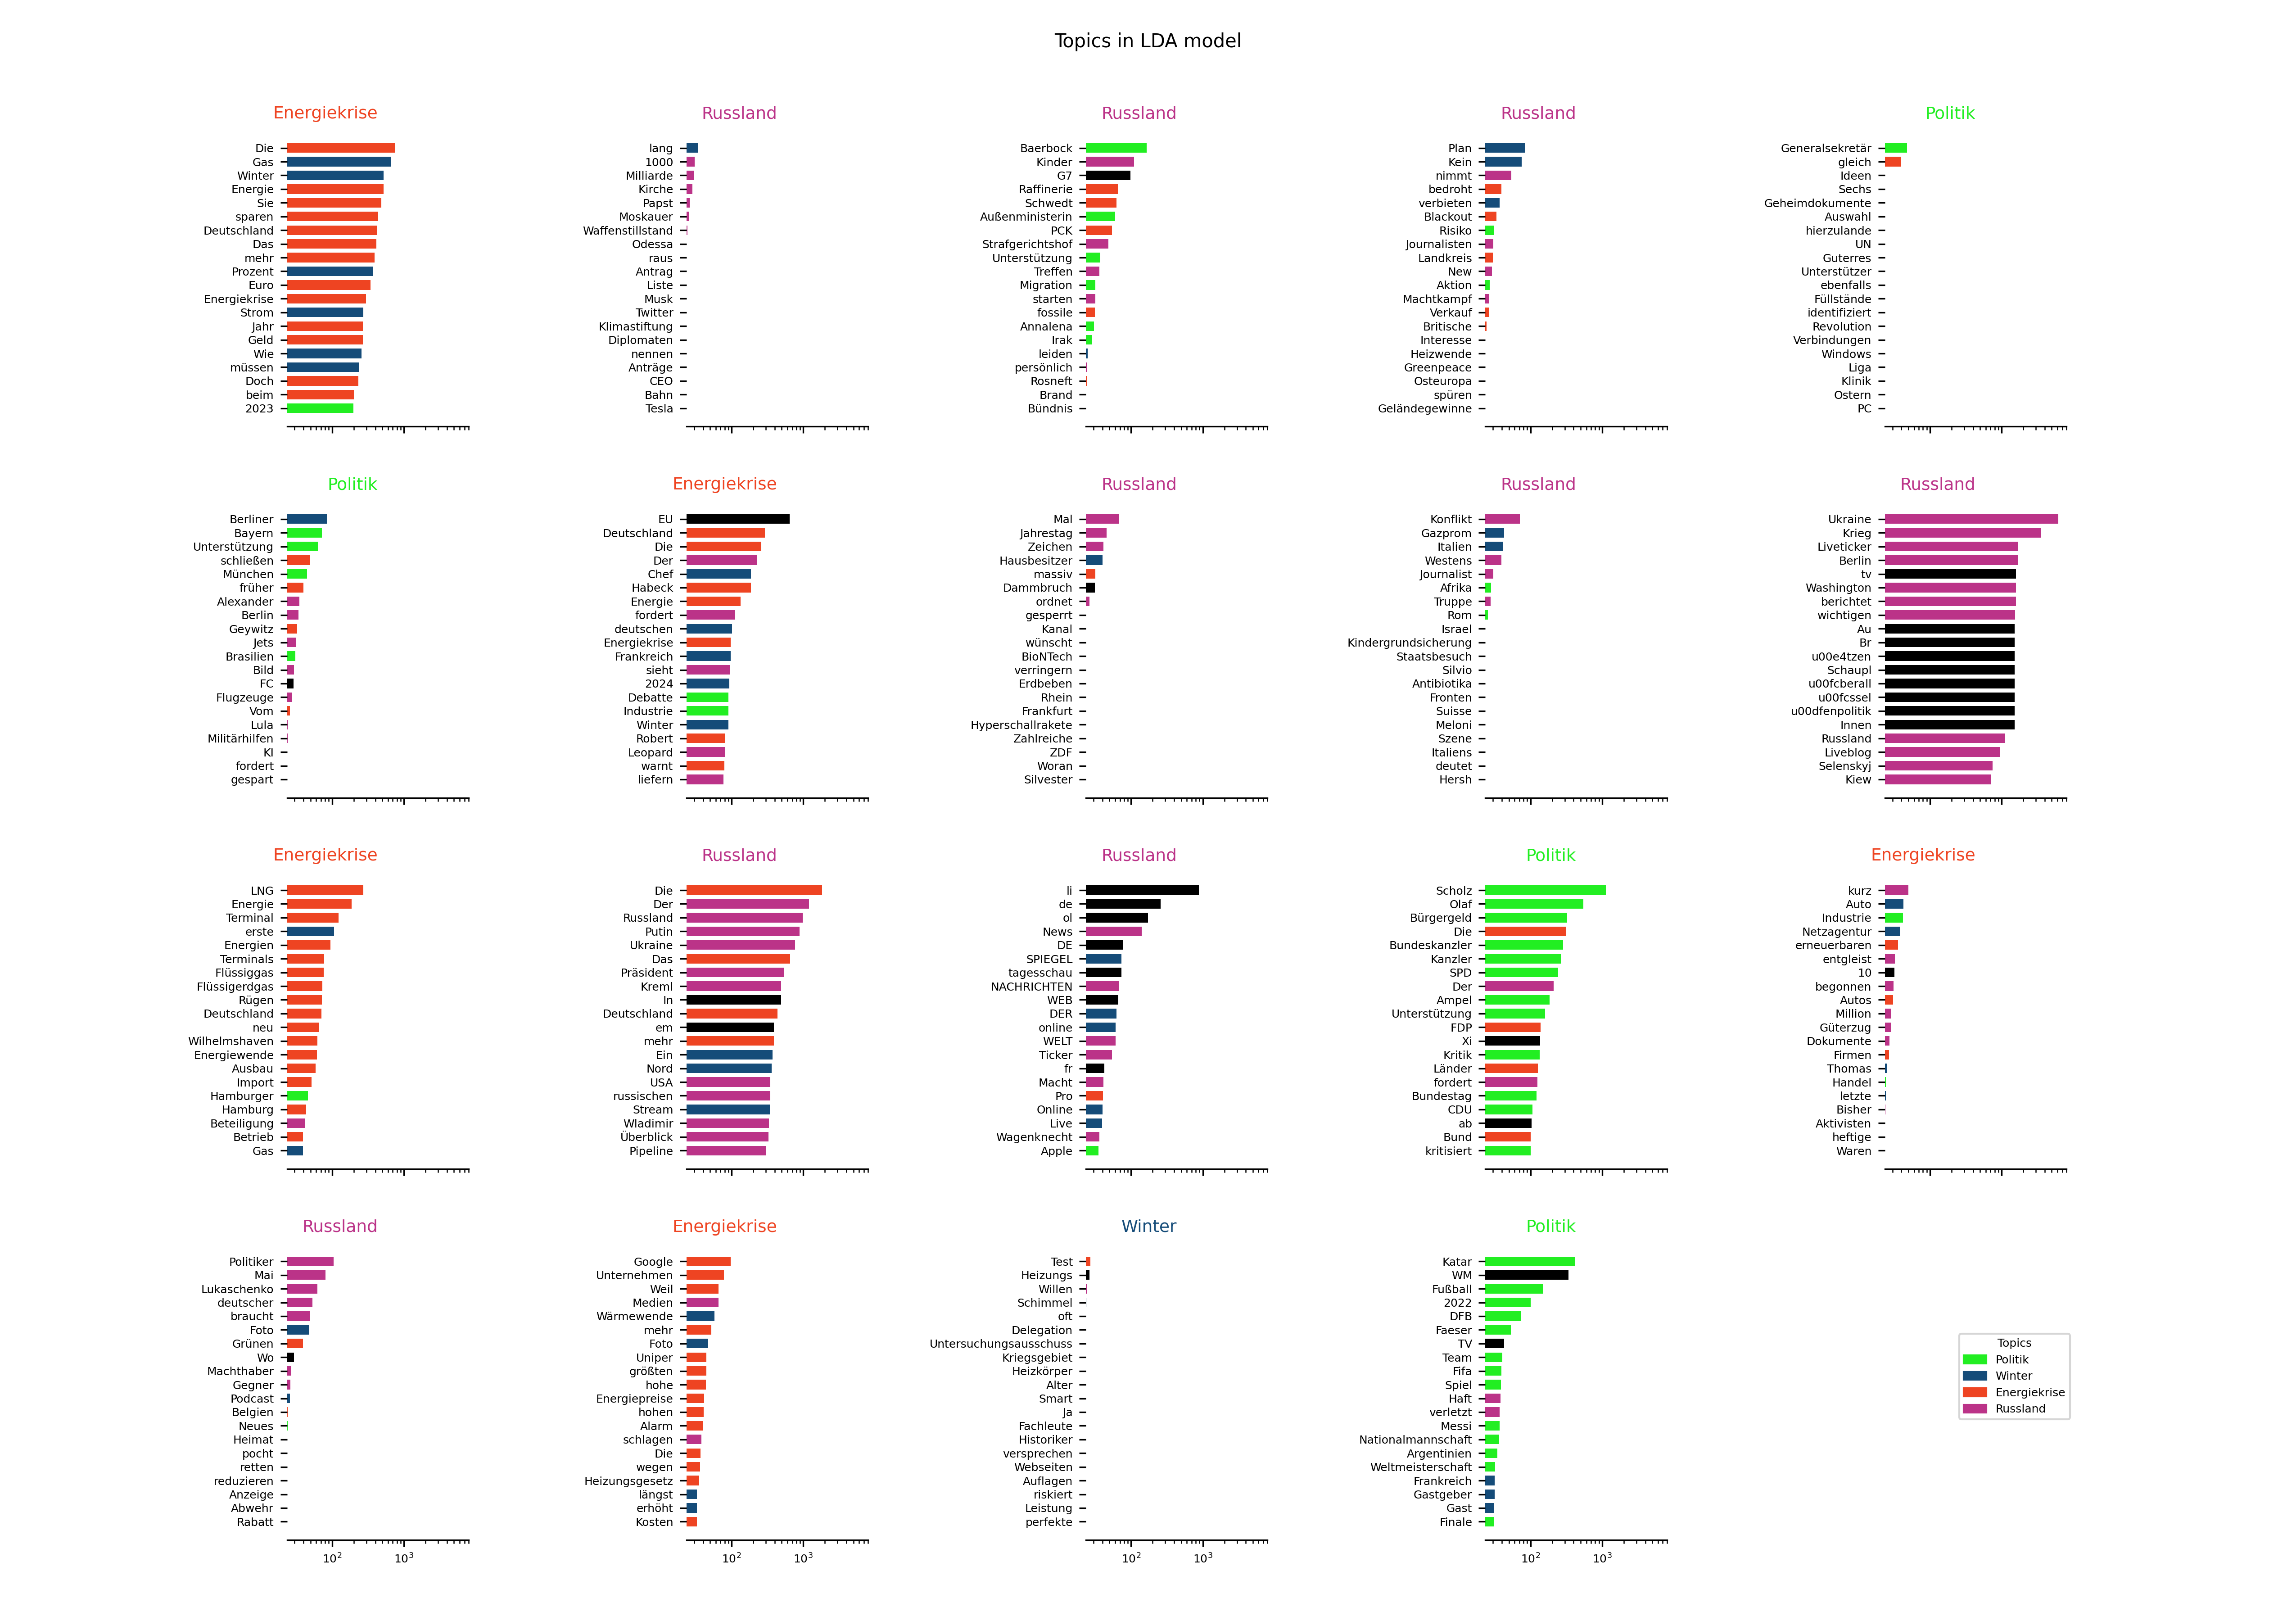 Topics in LDA model
Energiekrise
Die
Gas
Winter
Energie
Sie
sparen
Deutschland
Das
mehr
Prozent
Euro
Energiekrise
Strom
Jahr
Geld
Wie
müssen
Doch
beim
2023
Russland
lang
1000
Milliarde
Kirche
Papst
Moskauer
Waffenstillstand
Odessa
raus
Antrag
Liste
Musk
Twitter
Klimastiftung
Diplomaten
nennen
Anträge
CEO
Bahn
Tesla
Russland
Baerbock
Kinder
G7
Raffinerie
Schwedt
Außenministerin
PCK
Strafgerichtshof
Unterstützung
Treffen
Migration
starten
fossile
Annalena
Irak
leiden
persönlich
Rosneft
Brand
Bündnis
Russland
Plan
Kein
nimmt
bedroht
verbieten
Blackout
Risiko
Journalisten
Landkreis
New
Aktion
Machtkampf
Verkauf
Britische
Interesse
Heizwende
Greenpeace
Osteuropa
spüren
Geländegewinne
Politik
Generalsekretär
gleich
Ideen
Sechs
Geheimdokumente
Auswahl
hierzulande
UN
Guterres
Unterstützer
ebenfalls
Füllstände
identifiziert
Revolution
Verbindungen
Windows
Liga
Klinik
Ostern
PC
Politik
Berliner
Bayern
Unterstützung
schließen
München
früher
Alexander
Berlin
Geywitz
Jets
Brasilien
Bild
FC
Flugzeuge
Vom
Lula
Militärhilfen
KI
fordert
gespart
Energiekrise
EU
Deutschland
Die
Der
Chef
Habeck
Energie
fordert
deutschen
Energiekrise
Frankreich
sieht
2024
Debatte
Industrie
Winter
Robert
Leopard
warnt
liefern
Russland
Mal
Jahrestag
Zeichen
Hausbesitzer
massiv
Dammbruch
ordnet
gesperrt
Kanal
wünscht
BioNTech
verringern
Erdbeben
Rhein
Frankfurt
Hyperschallrakete
Zahlreiche
ZDF
Woran
Silvester
Russland
Konflikt
Gazprom
Italien
Westens
Journalist
Afrika
Truppe
Rom
Israel
Kindergrundsicherung
Staatsbesuch
Silvio
Antibiotika
Fronten
Suisse
Meloni
Szene
Italiens
deutet
Hersh
Russland
Ukraine
Krieg
Liveticker
Berlin
tv
Washington
berichtet
wichtigen
Au
Br
u00e4tzen
Schaupl
u00fcberall
u00fcssel
u00dfenpolitik
Innen
Russland
Liveblog
Selenskyj
Kiew
Energiekrise
LNG
Energie
Terminal
erste
Energien
Terminals
Flüssiggas
Flüssigerdgas
Rügen
Deutschland
neu
Wilhelmshaven
Energiewende
Ausbau
Import
Hamburger
Hamburg
Beteiligung
Betrieb
Gas
Russland
Die
Der
Russland
Putin
Ukraine
Das
Präsident
Kreml
In
Deutschland
em
mehr
Ein
Nord
USA
russischen
Stream
Wladimir
Überblick
Pipeline
Russland
li
de
ol
News
DE
SPIEGEL
tagesschau
NACHRICHTEN
WEB
DER
online
WELT
Ticker
fr
Macht
Pro
Online
Live
Wagenknecht
Apple
Politik
Scholz
Olaf
Bürgergeld
Die
Bundeskanzler
Kanzler
SPD
Der
Ampel
Unterstützung
FDP
Xi
Kritik
Länder
fordert
Bundestag
CDU
ab
Bund
kritisiert
Energiekrise
kurz
Auto
Industrie
Netzagentur
erneuerbaren
entgleist
10
begonnen
Autos
Million
Güterzug
Dokumente
Firmen
Thomas
Handel
letzte
Bisher
Aktivisten
heftige
Waren
Russland
Politiker
Mai
Lukaschenko
deutscher
braucht
Foto
Grünen
Wo
Machthaber
Gegner
Podcast
Belgien
Neues
Heimat
pocht
retten
reduzieren
Anzeige
Abwehr
Rabatt
10² 10³
Energiekrise
Google
Unternehmen
Weil
Medien
Wärmewende
mehr
Foto
Uniper
größten
hohe
Energiepreise
hohen
Alarm
schlagen
Die
wegen
Heizungsgesetz
längst
erhöht
Kosten
10² 10³
Winter
Test
Heizungs
Willen
Schimmel
oft
Delegation
Untersuchungsausschuss
Kriegsgebiet
Heizkörper
Alter
Smart
Ja
Fachleute
Historiker
versprechen
Webseiten
Auflagen
riskiert
Leistung
perfekte
10² 10³
Politik
Katar
WM
Fußball
2022
DFB
Faeser
TV
Team
Fifa
Spiel
Haft
verletzt
Messi
Nationalmannschaft
Argentinien
Weltmeisterschaft
Frankreich
Gastgeber
Gast
Finale
10² 10³
Topics
Politik
Winter
Energiekrise
Russland